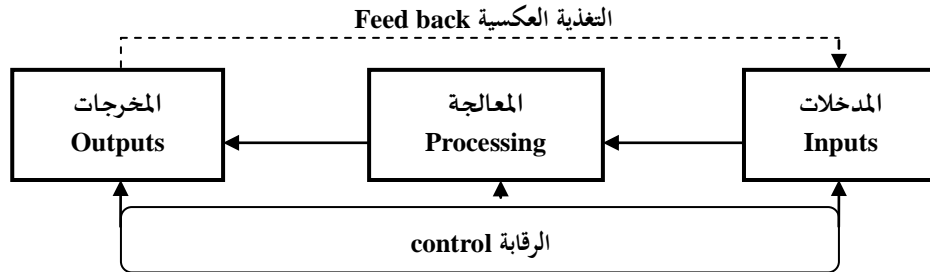 التغذية العكسية Feed back
المدخلات
Inputs
المعالجة
Processing
المخرجات
Outputs
الرقابة control